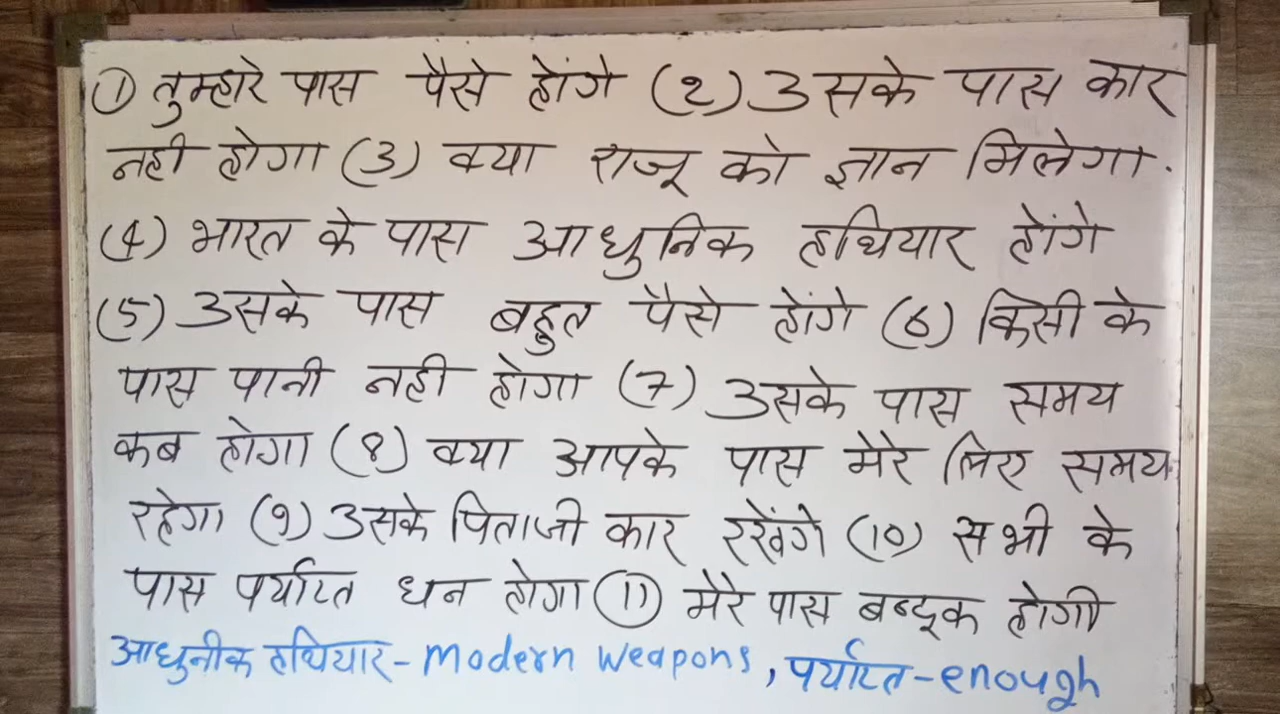 ① तुम्हारे पास पैसे होंगे (2) उसके पास कार
नही होगा (3) क्या राजू को ज्ञान मिलेगा.
(4) भारत के पास आधुनिक हथियार होंगे
(5) उसके पास बहुत पैसे होंगे (6) किसी के
पास पानी नही होगा (7) उसके पास समय
कब होगा (8) क्या आपके पास मेरे लिए समय
रहेगा (9) उसके पिताजी कार रखेंगे (10) सभी के
पास पर्याप्त धन होगा ⑪ मेरे पास बन्दूक होगी
आधुनीक हथियार - Modern Weapons, पर्याप्त - enough